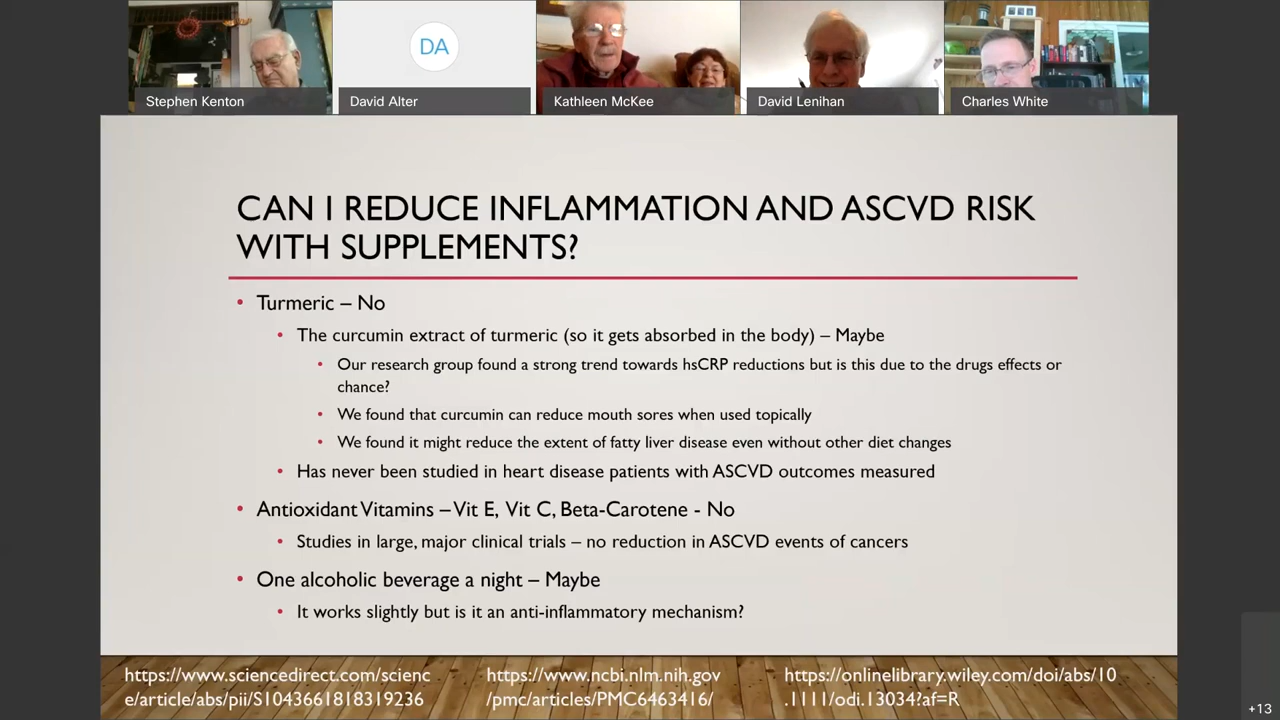 DA
Stephen Kenton
David Alter
Kathleen McKee
David Lenihan
Charles White
CAN I REDUCE INFLAMMATION AND ASCVD RISK
WITH SUPPLEMENTS?
• Turmeric – No
• The curcumin extract of turmeric (so it gets absorbed in the body) – Maybe
• Our research group found a strong trend towards hsCRP reductions but is this due to the drugs effects or
chance?
• We found that curcumin can reduce mouth sores when used topically
• We found it might reduce the extent of fatty liver disease even without other diet changes
• Has never been studied in heart disease patients with ASCVD outcomes measured
• Antioxidant Vitamins – Vit E, Vit C, Beta-Carotene - No
• Studies in large, major clinical trials – no reduction in ASCVD events of cancers
• One alcoholic beverage a night – Maybe
• It works slightly but is it an anti-inflammatory mechanism?
https://www.sciencedirect.com/scienc
e/article/abs/pii/S1043661818319236
https://www.ncbi.nlm.nih.gov
/pmc/articles/PMC6463416/
https://onlinelibrary.wiley.com/doi/abs/10
.1111/odi.13034?af=R
+13